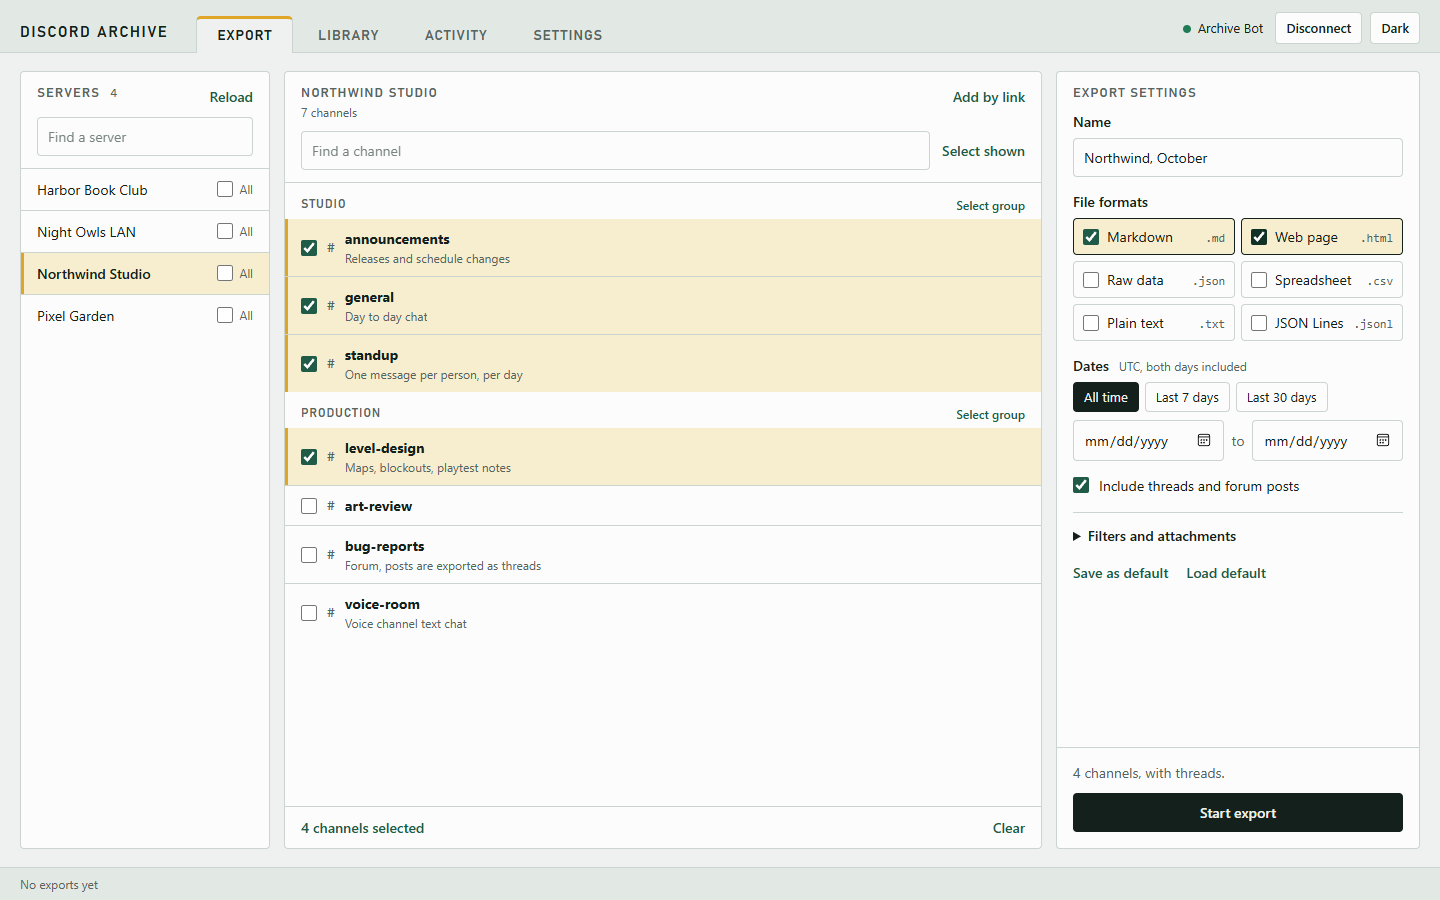 DISCORD ARCHIVE
EXPORT
LIBRARY
ACTIVITY
SETTINGS
Archive Bot
Disconnect
Dark
SERVERS 4
Reload
Find a server
Harbor Book Club
All
Night Owls LAN
All
Northwind Studio
All
Pixel Garden
All
NORTHWIND STUDIO
7 channels
Add by link
Find a channel
Select shown
STUDIO
Select group
# announcements
Releases and schedule changes
# general
Day to day chat
# standup
One message per person, per day
PRODUCTION
Select group
# level-design
Maps, blockouts, playtest notes
# art-review
# bug-reports
Forum, posts are exported as threads
# voice-room
Voice channel text chat
4 channels selected
Clear
EXPORT SETTINGS
Name
Northwind, October
File formats
Markdown .md
Web page .html
Raw data .json
Spreadsheet .csv
Plain text .txt
JSON Lines .jsonl
Dates UTC, both days included
All time
Last 7 days
Last 30 days
mm/dd/yyyy to mm/dd/yyyy
Include threads and forum posts
Filters and attachments
Save as default
Load default
4 channels, with threads.
Start export
No exports yet